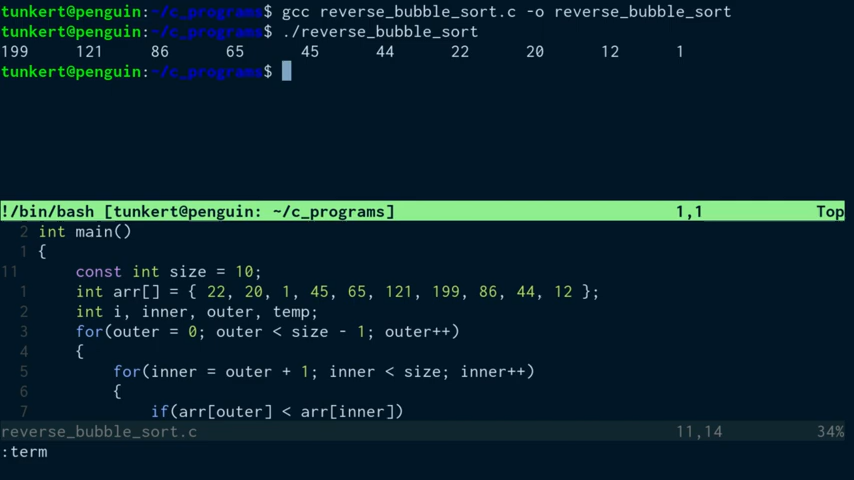 tunkert@penguin:~/c_programs$ gcc reverse_bubble_sort.c -o reverse_bubble_sort
tunkert@penguin:~/c_programs$ ./reverse_bubble_sort
199 121 86 65 45 44 22 20 12 1
tunkert@penguin:~/c_programs$
!/bin/bash [tunkert@penguin: ~/c_programs] 1,1 Top
2 int main()
1 {
11 const int size = 10;
1 int arr[] = { 22, 20, 1, 45, 65, 121, 199, 86, 44, 12 };
2 int i, inner, outer, temp;
3 for(outer = 0; outer < size - 1; outer++)
4 {
5 for(inner = outer + 1; inner < size; inner++)
6 {
7 if(arr[outer] < arr[inner])
reverse_bubble_sort.c 11,14 34%
:term